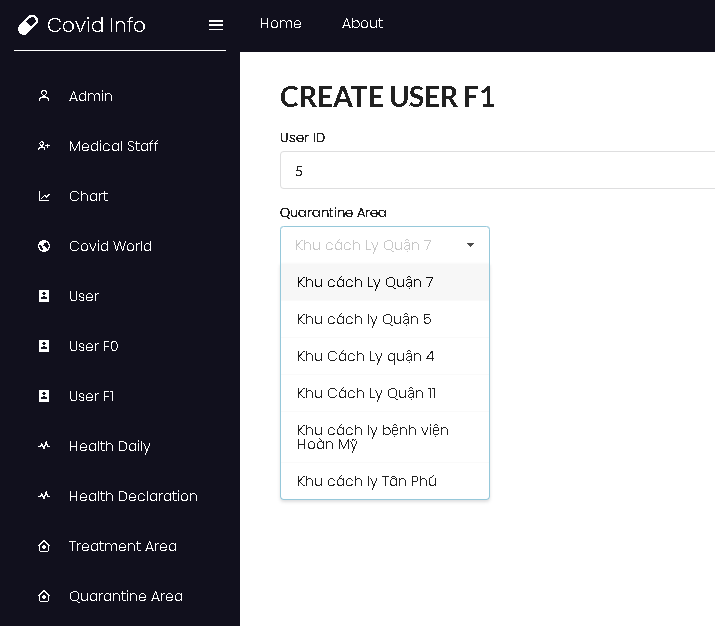 Covid Info
Home
About
Admin
Medical Staff
Chart
Covid World
User
User F0
User F1
Health Daily
Health Declaration
Treatment Area
Quarantine Area
CREATE USER F1
User ID
5
Quarantine Area
Khu cách Ly Quận 7
Khu cách Ly Quận 7
Khu cách ly Quận 5
Khu Cách Ly quận 4
Khu Cách Ly Quận 11
Khu cách ly bệnh viện
Hoàn Mỹ
Khu cách ly Tân Phú